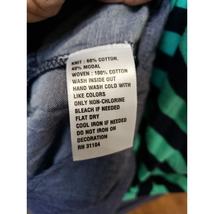 KNIT : 60% COTTON,
40% MODAL
WOVEN : 100% COTTON
WASH INSIDE OUT
HAND WASH COLD WITH
LIKE COLORS
ONLY NON-CHLORINE
BLEACH IF NEEDED
FLAT DRY
COOL IRON IF NEEDED
DO NOT IRON ON
DECORATION
RN 31104